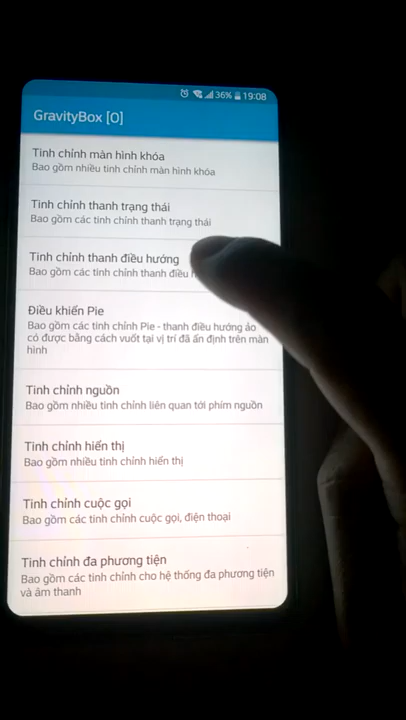 36% 19:08
GravityBox [O]
Tinh chỉnh màn hình khóa
Bao gồm nhiều tinh chỉnh màn hình khóa
Tinh chỉnh thanh trạng thái
Bao gồm các tinh chỉnh thanh trạng thái
Tinh chỉnh thanh điều hướng
Bao gồm các tinh chỉnh thanh điều
Điều khiển Pie
Bao gồm các tinh chỉnh Pie - thanh điều hướng ảo
có được bằng cách vuốt tại vị trí đã ấn định trên màn
hình
Tinh chỉnh nguồn
Bao gồm nhiều tinh chỉnh liên quan tới phím nguồn
Tinh chỉnh hiển thị
Bao gồm nhiều tinh chỉnh hiển thị
Tinh chỉnh cuộc gọi
Bao gồm các tinh chỉnh cuộc gọi, điện thoại
Tinh chỉnh đa phương tiện
Bao gồm các tinh chỉnh cho hệ thống đa phương tiện
và âm thanh